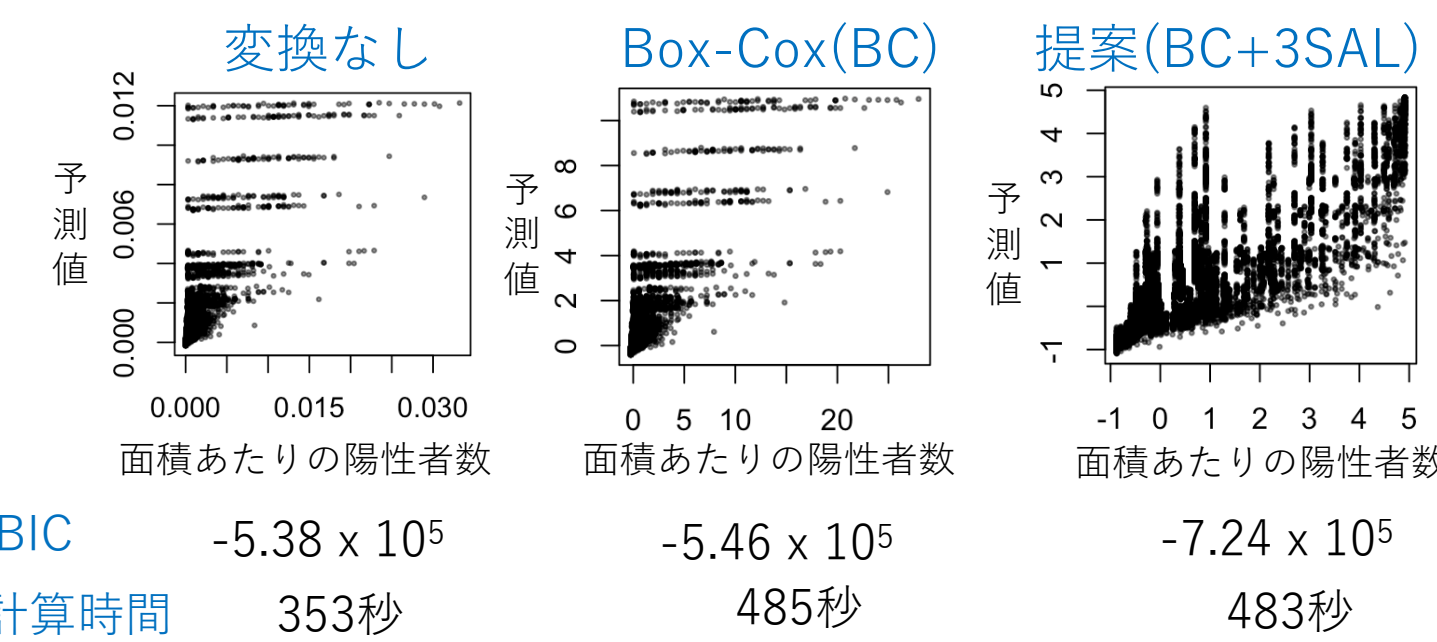 変換なし
Box-Cox(BC)
提案(BC+3SAL)
予測値
0.012
0.006
0.000
0.000 0.015 0.030
面積あたりの陽性者数
予測値
8
6
4
2
0
0 5 10 20
面積あたりの陽性者数
予測値
5
4
3
2
1
-1
-1 0 1 2 3 4 5
面積あたりの陽性者数
BIC -5.38 x 10⁵ -5.46 x 10⁵ -7.24 x 10⁵
計算時間 353秒 485秒 483秒